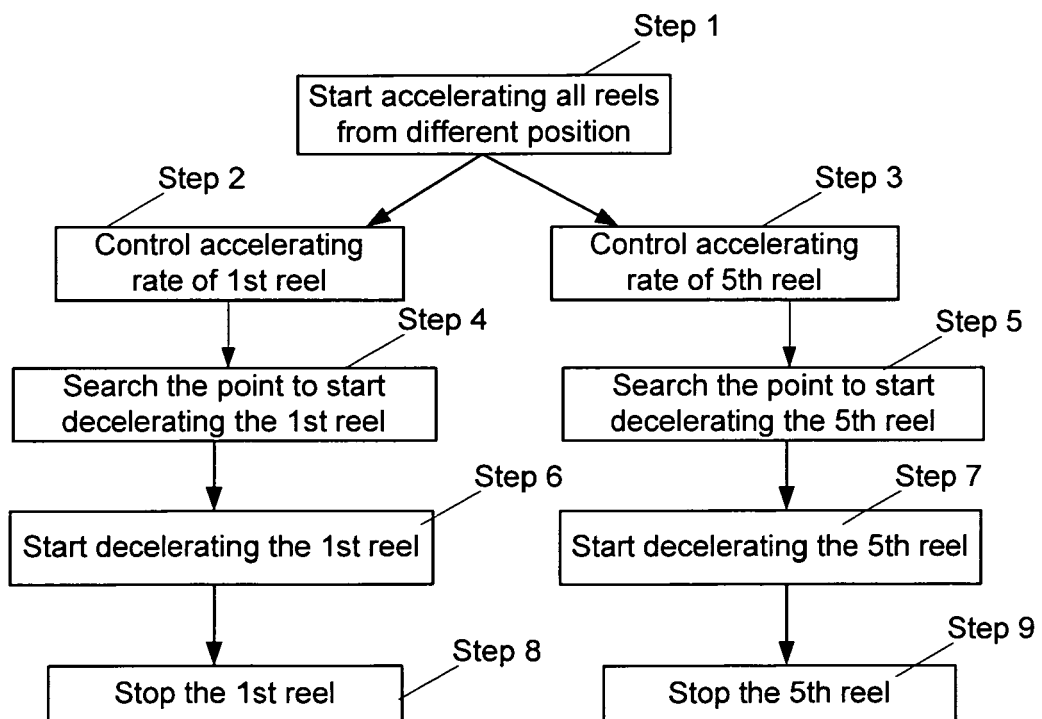 Step 1
Start accelerating all reels
from different position
Step 2
Step 3
Control accelerating
rate of 1st reel
Control accelerating
rate of 5th reel
Step 4
Step 5
Search the point to start
decelerating the 1st reel
Search the point to start
decelerating the 5th reel
Step 6
Step 7
Start decelerating the 1st reel
Start decelerating the 5th reel
Step 8
Step 9
Stop the 1st reel
Stop the 5th reel